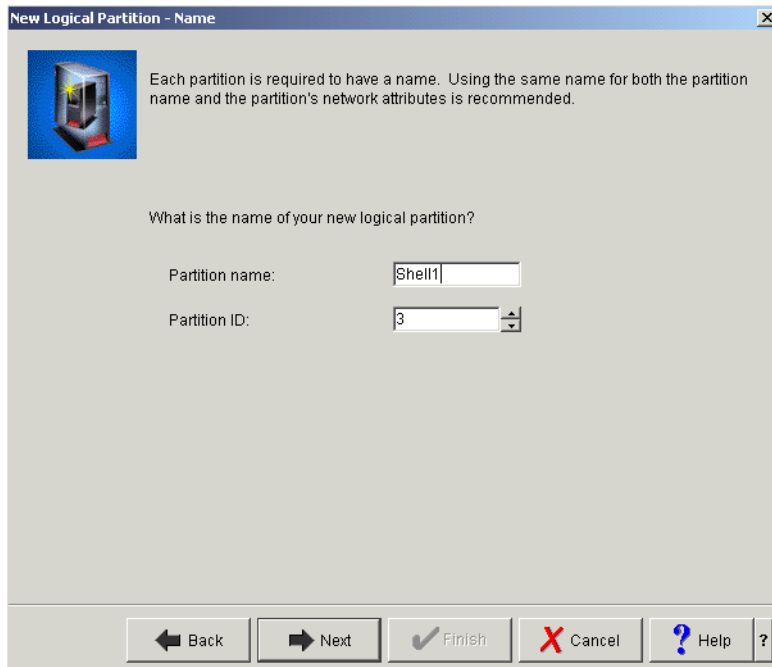 New Logical Partition - Name
Each partition is required to have a name. Using the same name for both the partition
name and the partition's network attributes is recommended.
What is the name of your new logical partition?
Partition name: Shell1
Partition ID: 3
Back Next Finish Cancel ? Help ?